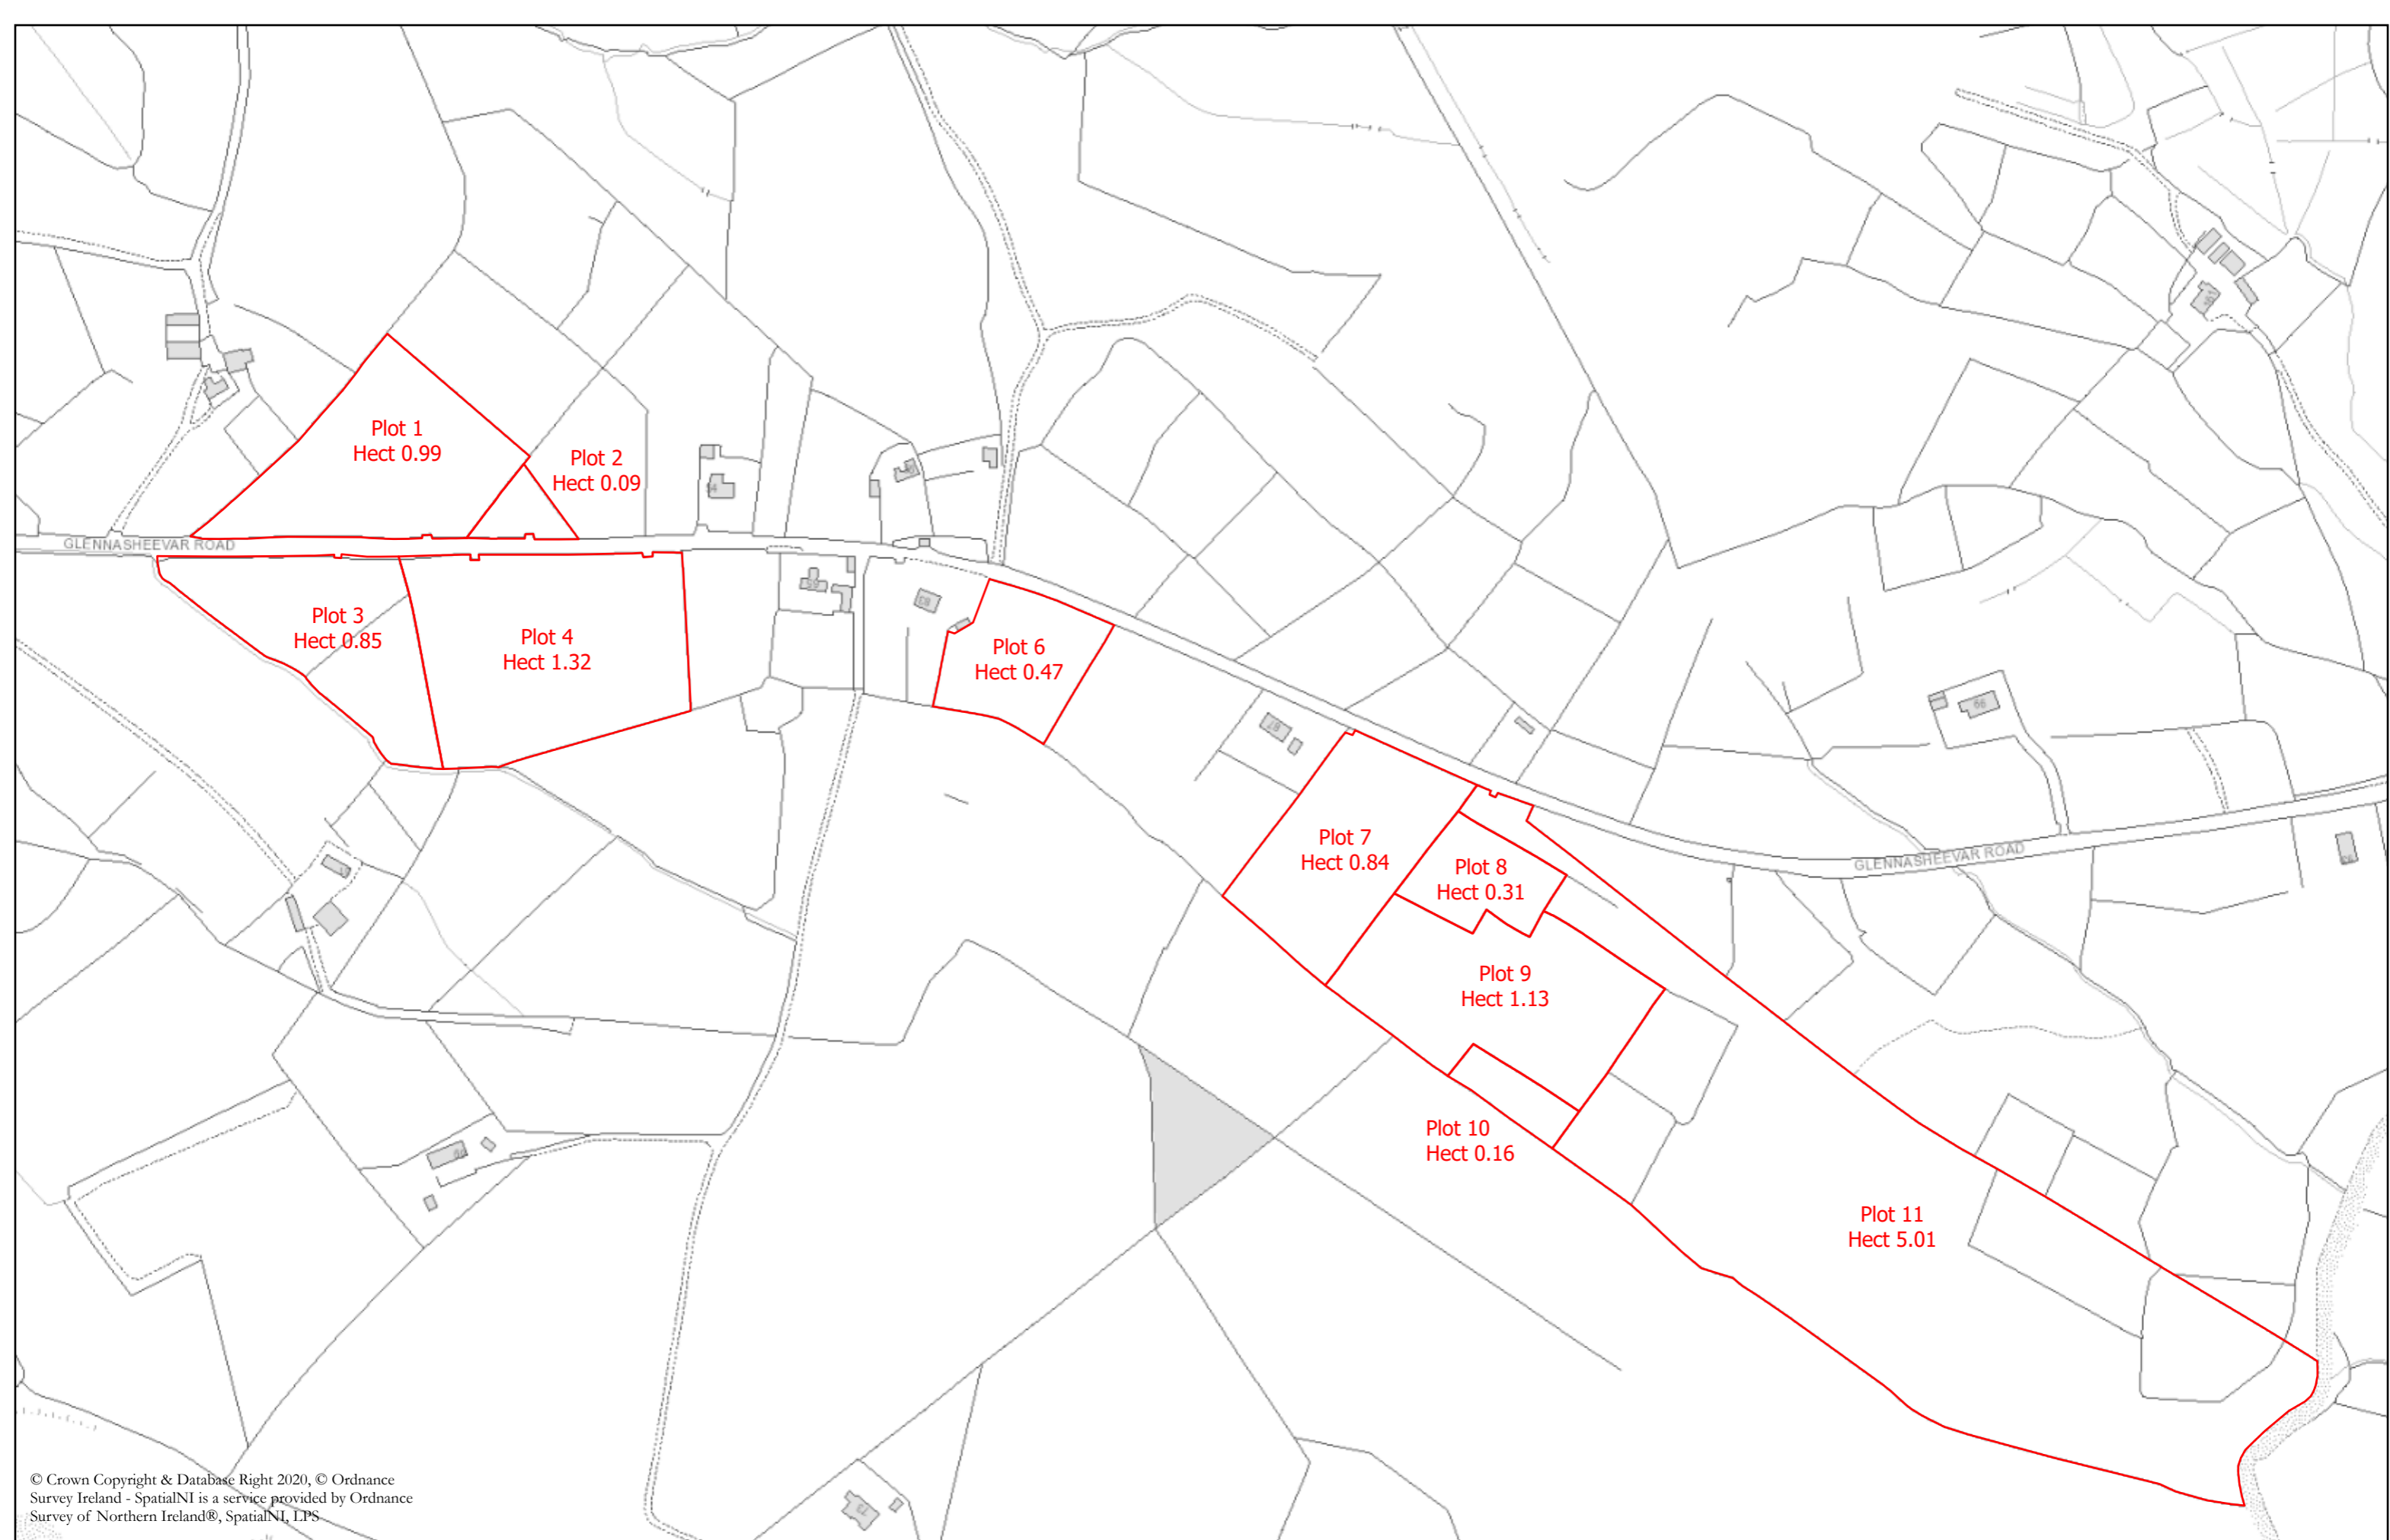 Plot 1
Hect 0.99
Plot 2
Hect 0.09
GLENNASHEEVAR ROAD
Plot 3
Hect 0.85
Plot 4
Hect 1.32
Plot 6
Hect 0.47
Plot 7
Hect 0.84
Plot 8
Hect 0.31
GLENNASHEEVAR ROAD
Plot 9
Hect 1.13
Plot 10
Hect 0.16
Plot 11
Hect 5.01
© Crown Copyright & Database Right 2020, © Ordnance
Survey Ireland - SpatialNI is a service provided by Ordnance
Survey of Northern Ireland®, SpatialNI, LPS